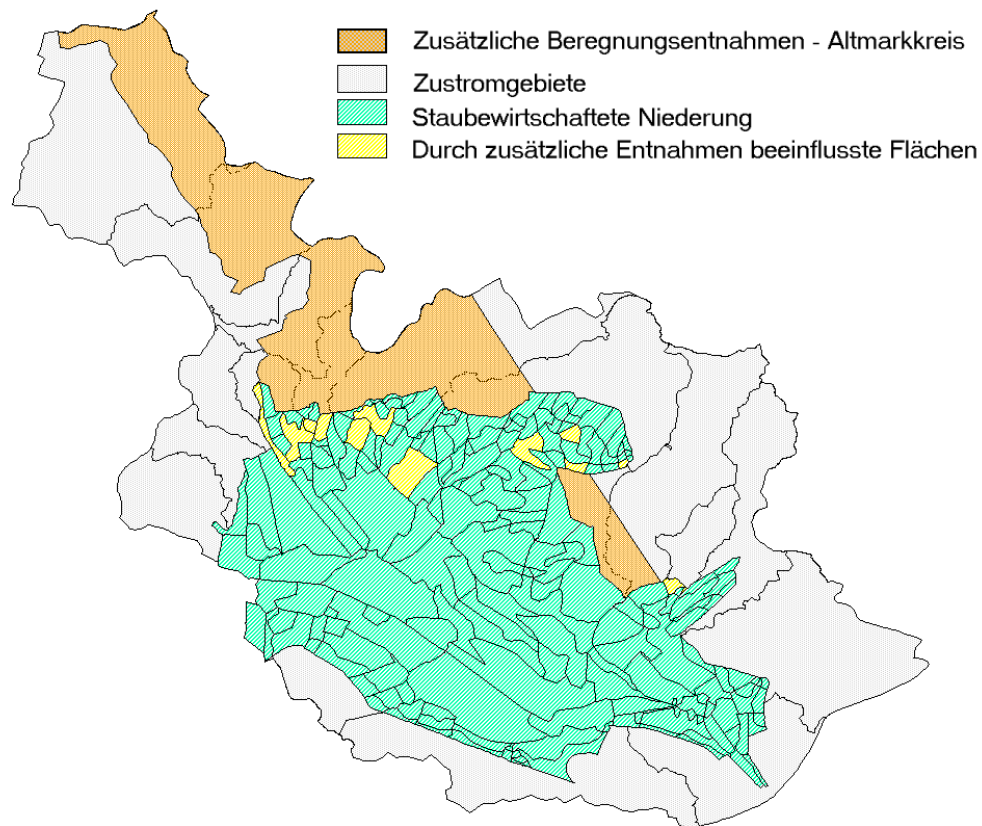 Zusätzliche Beregnungsentnahmen - Altmarkkreis
Zustromgebiete
Staubewirtschaftete Niederung
Durch zusätzliche Entnahmen beeinflusste Flächen